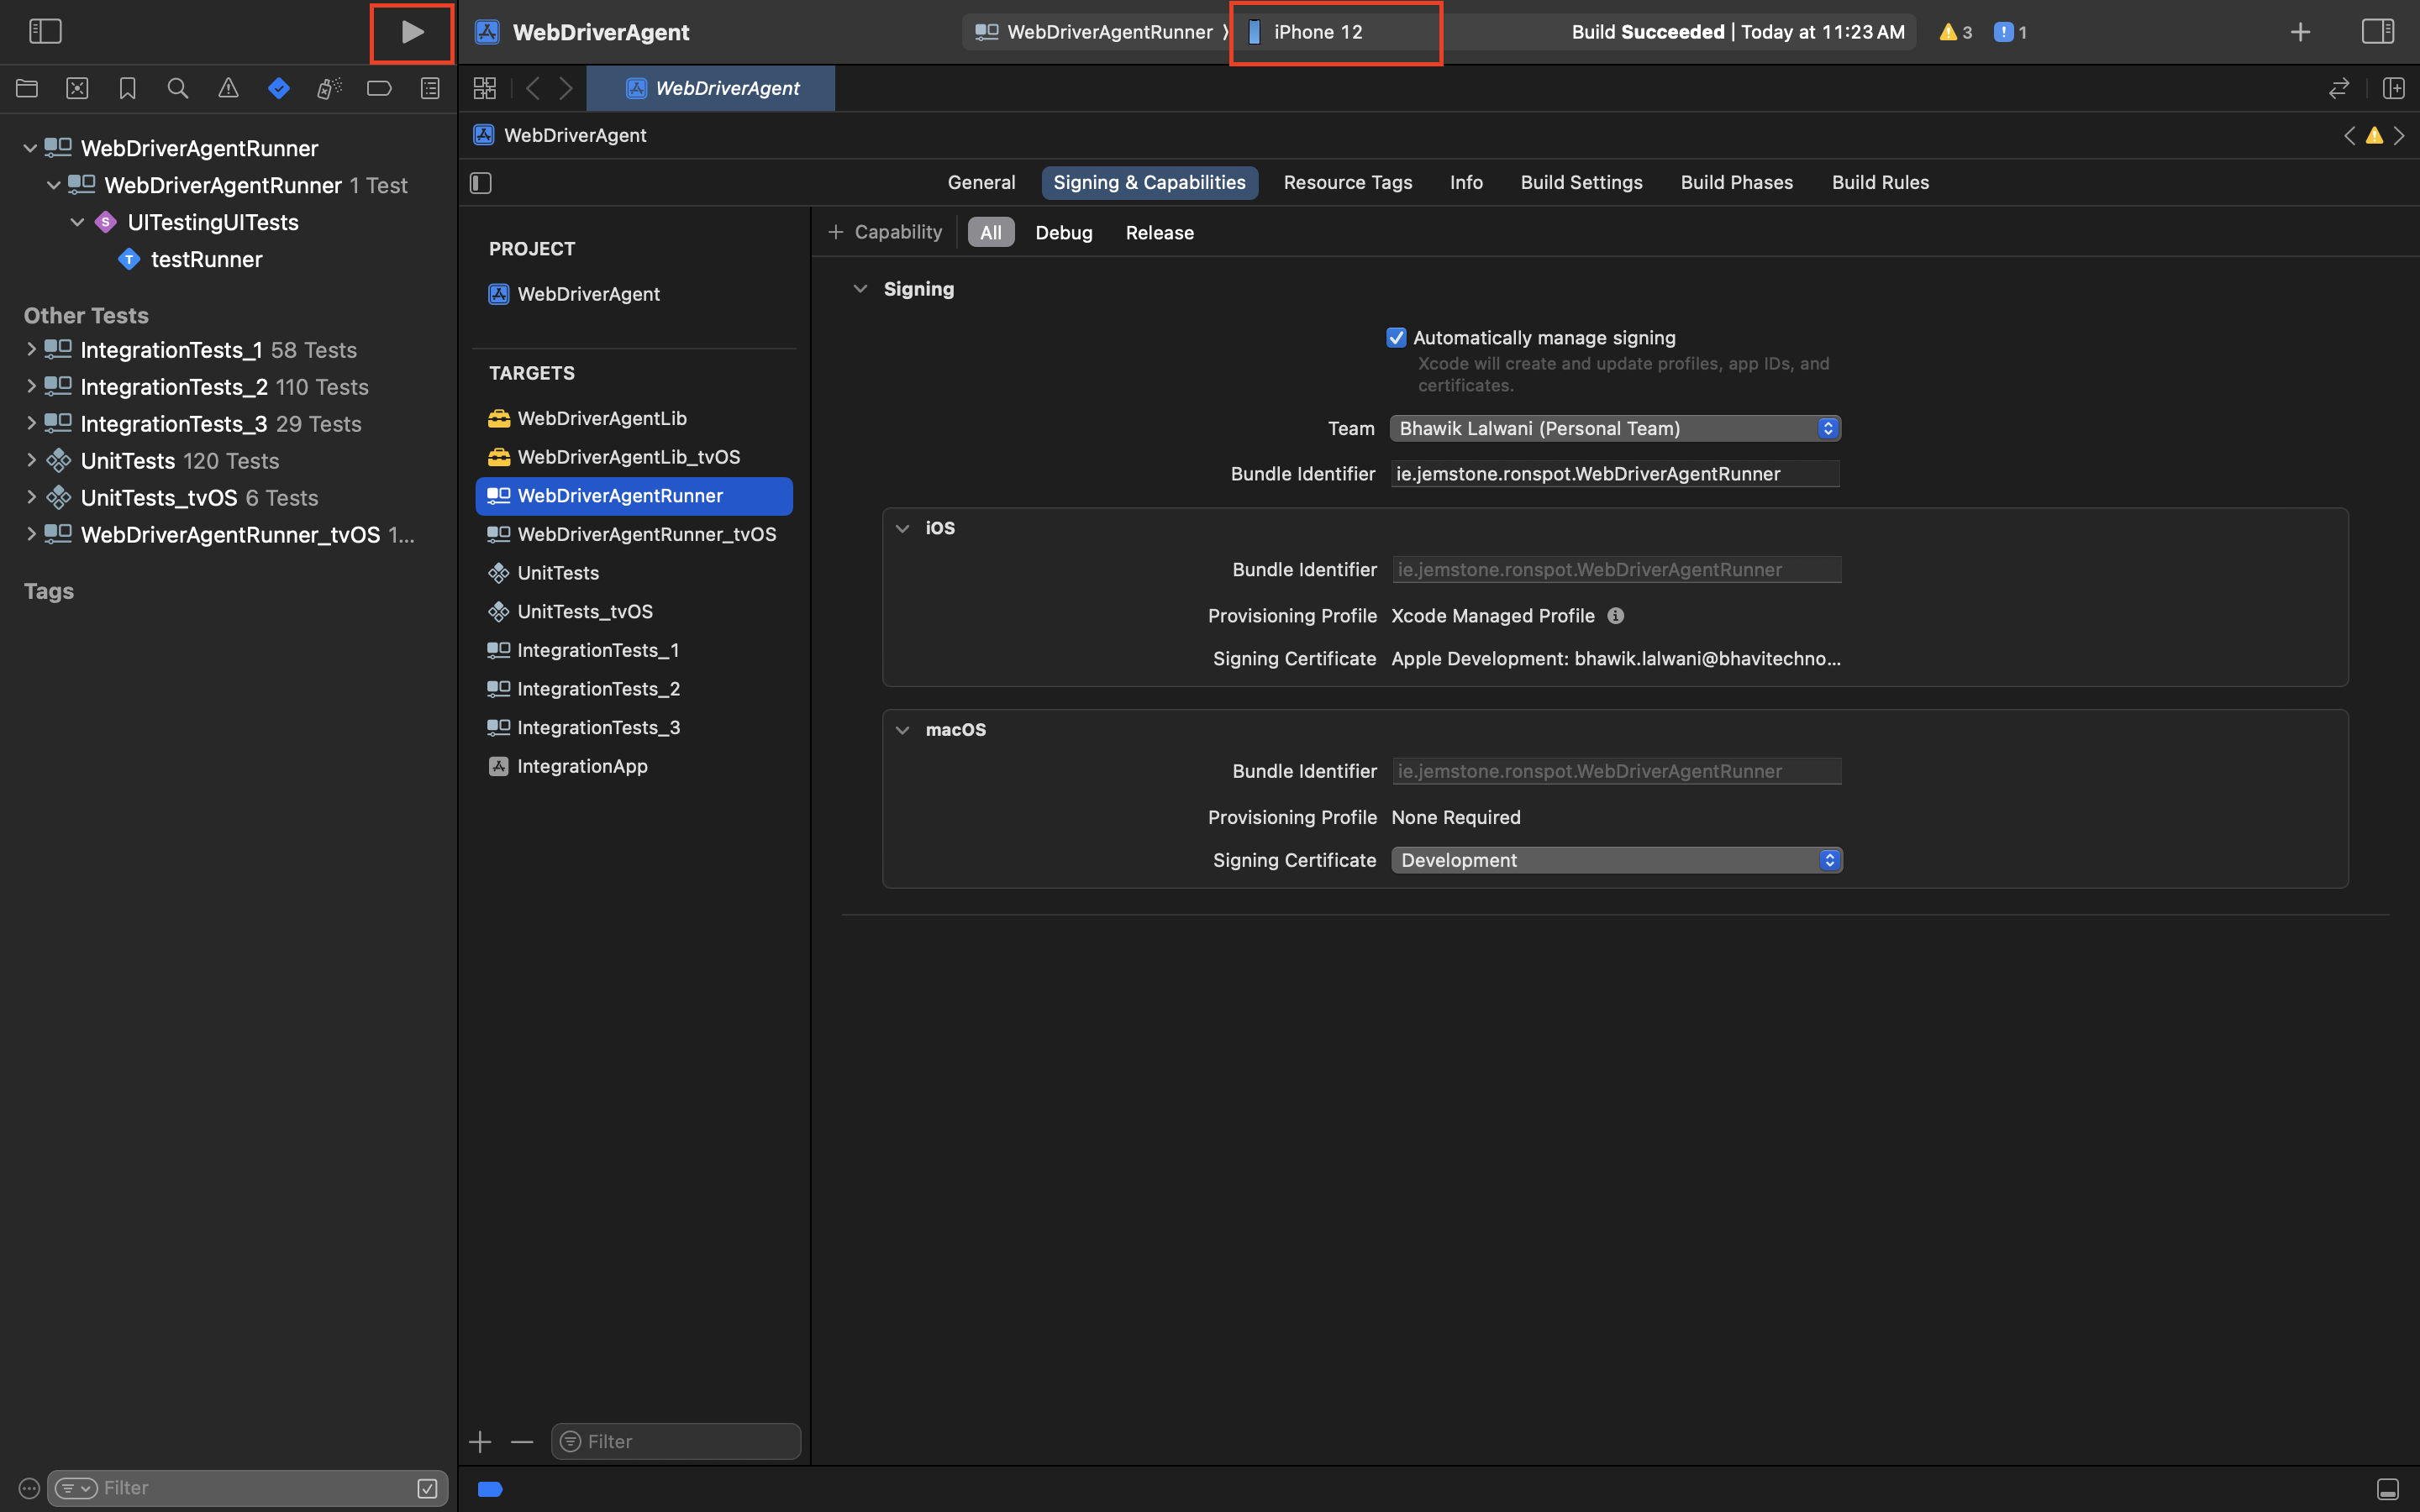 WebDriverAgent
WebDriverAgentRunner
iPhone 12
Build Succeeded | Today at 11:23 AM
3
1
WebDriverAgent
WebDriverAgent
General
Signing & Capabilities
Resource Tags
Info
Build Settings
Build Phases
Build Rules
WebDriverAgentRunner
WebDriverAgentRunner 1 Test
S UITestingUITests
T testRunner
Other Tests
IntegrationTests_1 58 Tests
IntegrationTests_2 110 Tests
IntegrationTests_3 29 Tests
UnitTests 120 Tests
UnitTests_tvOS 6 Tests
WebDriverAgentRunner_tvOS 1...
Tags
Filter
PROJECT
WebDriverAgent
TARGETS
WebDriverAgentLib
WebDriverAgentLib_tvOS
WebDriverAgentRunner
WebDriverAgentRunner_tvOS
UnitTests
UnitTests_tvOS
IntegrationTests_1
IntegrationTests_2
IntegrationTests_3
IntegrationApp
Filter
+ Capability
All
Debug
Release
Signing
Automatically manage signing
Xcode will create and update profiles, app IDs, and
certificates.
Team Bhawik Lalwani (Personal Team)
Bundle Identifier ie.jemstone.ronspot.WebDriverAgentRunner
iOS
Bundle Identifier ie.jemstone.ronspot.WebDriverAgentRunner
Provisioning Profile Xcode Managed Profile
Signing Certificate Apple Development: bhawik.lalwani@bhavitechno...
macOS
Bundle Identifier ie.jemstone.ronspot.WebDriverAgentRunner
Provisioning Profile None Required
Signing Certificate Development